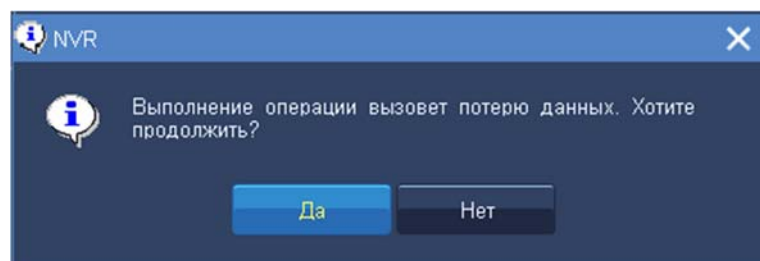 NVR
Выполнение операции вызовет потерю данных. Хотите
продолжить?
Да
Нет